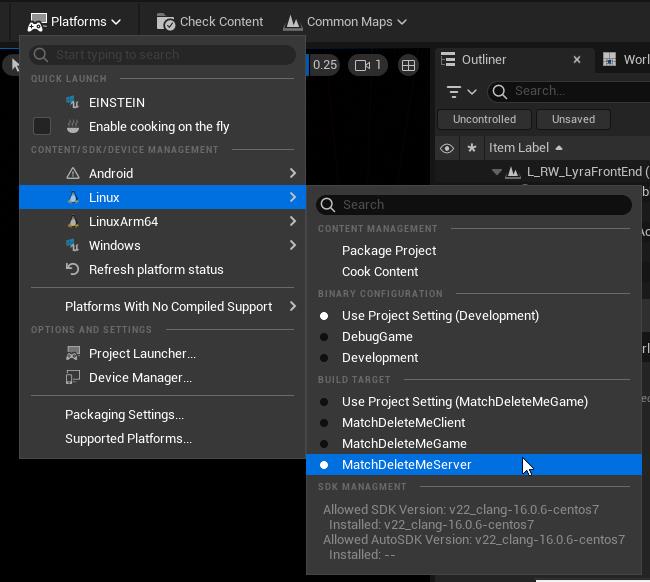 Platforms
Check Content
Common Maps
Start typing to search
0.25
1
Outliner
Worl
QUICK LAUNCH
Search...
EINSTEIN
Enable cooking on the fly
Uncontrolled
Unsaved
CONTENT/SDK/DEVICE MANAGEMENT
Item Label
Android
L_RW_LyraFrontEnd (
Linux
LinuxArm64
Windows
Refresh platform status
Platforms With No Compiled Support
OPTIONS AND SETTINGS
Project Launcher...
Device Manager...
Packaging Settings...
Supported Platforms...
Search
CONTENT MANAGEMENT
Package Project
Cook Content
BINARY CONFIGURATION
Use Project Setting (Development)
DebugGame
Development
BUILD TARGET
Use Project Setting (MatchDeleteMeGame)
MatchDeleteMeClient
MatchDeleteMeGame
MatchDeleteMeServer
SDK MANAGMENT
Allowed SDK Version: v22_clang-16.0.6-centos7
Installed: v22_clang-16.0.6-centos7
Allowed AutoSDK Version: v22_clang-16.0.6-centos7
Installed: --